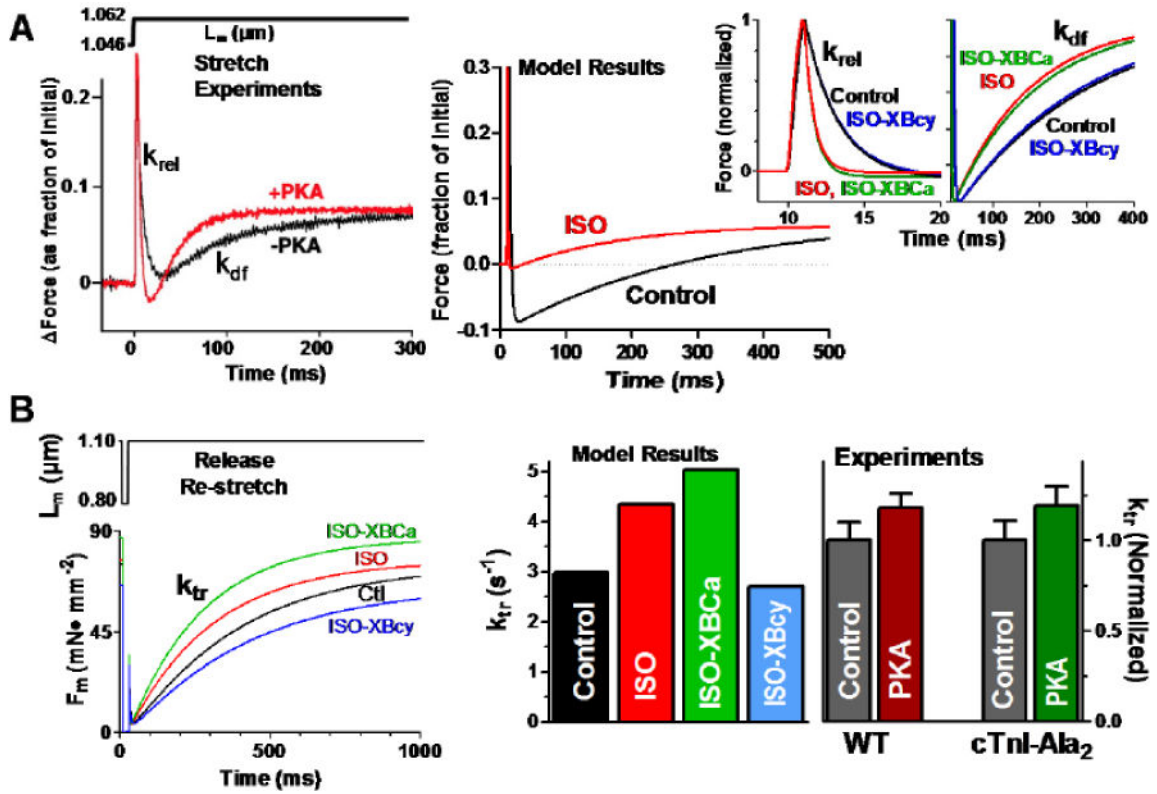 A
1.062
1.046
Lm (µm)
Stretch
Experiments
ΔForce (as fraction of Initial)
0.2
0.1
0
krel
+PKA
-PKA
kdf
0
100
200
300
Time (ms)
Model Results
Force (fraction of Initial)
0.3
0.2
0.1
0.0
-0.1
ISO
Control
0
100
200
300
400
500
Time (ms)
Force (normalized)
1
0
krel
Control
ISO-XBcy
ISO, ISO-XBCa
10
15
20
kdf
ISO-XBCa
ISO
Control
ISO-XBcy
100
200
300
400
Time (ms)
B
Lm (µm)
1.10
0.80
Release
Re-stretch
Fm (mN• mm-2)
90
45
0
ktr
ISO-XBCa
ISO
Ctl
ISO-XBcy
0
500
1000
Time (ms)
Model Results
ktr (s-1)
5
4
3
2
1
0
Control
ISO
ISO-XBCa
ISO-XBcy
Experiments
Control
PKA
Control
PKA
WT
cTnI-Ala2
1.0
0.5
0.0
ktr (Normalized)